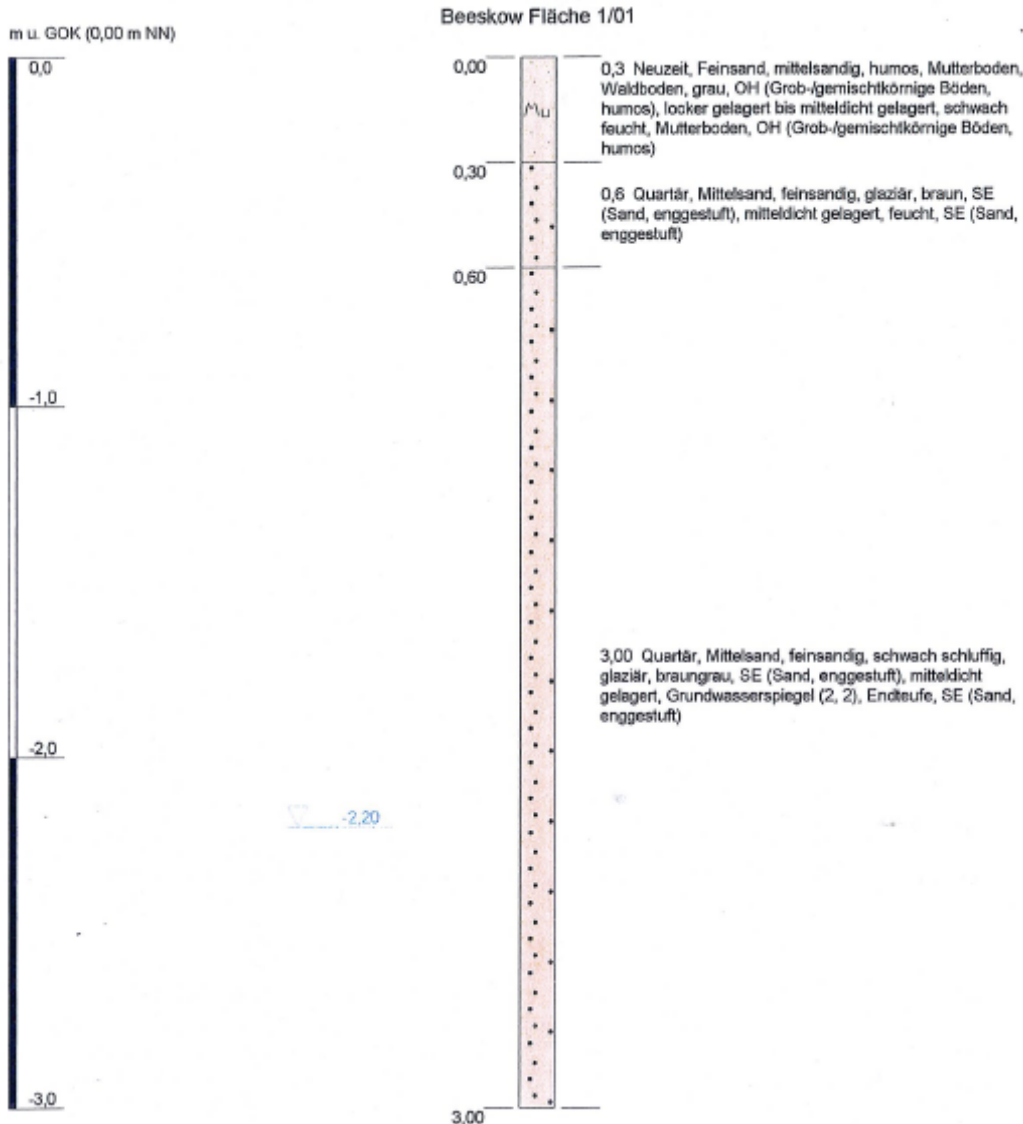 Beeskow Fläche 1/01
m u. GOK (0,00 m NN)
0,0
-1,0
-2,0
-3,0
-2,20
0,00
0,30
0,60
3,00
Mu
0,3 Neuzeit, Feinsand, mittelsandig, humos, Mutterboden,
Waldboden, grau, OH (Grob-/gemischtkörnige Böden,
humos), locker gelagert bis mitteldicht gelagert, schwach
feucht, Mutterboden, OH (Grob-/gemischtkörnige Böden,
humos)
0,6 Quartär, Mittelsand, feinsandig, glaziär, braun, SE
(Sand, enggestuft), mitteldicht gelagert, feucht, SE (Sand,
enggestuft)
3,00 Quartär, Mittelsand, feinsandig, schwach schluffig,
glaziär, braungrau, SE (Sand, enggestuft), mitteldicht
gelagert, Grundwasserspiegel (2, 2), Endteufe, SE (Sand,
enggestuft)